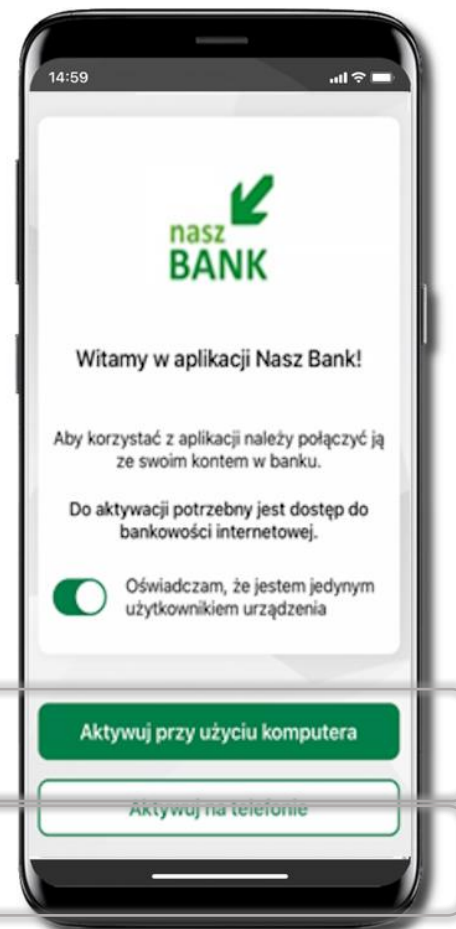 14:59
nasz
BANK
Witamy w aplikacji Nasz Bank!
Aby korzystać z aplikacji należy połączyć ją
ze swoim kontem w banku.
Do aktywacji potrzebny jest dostęp do
bankowości internetowej.
Oświadczam, że jestem jedynym
użytkownikiem urządzenia
Aktywuj przy użyciu komputera
Aktywuj na telefonie